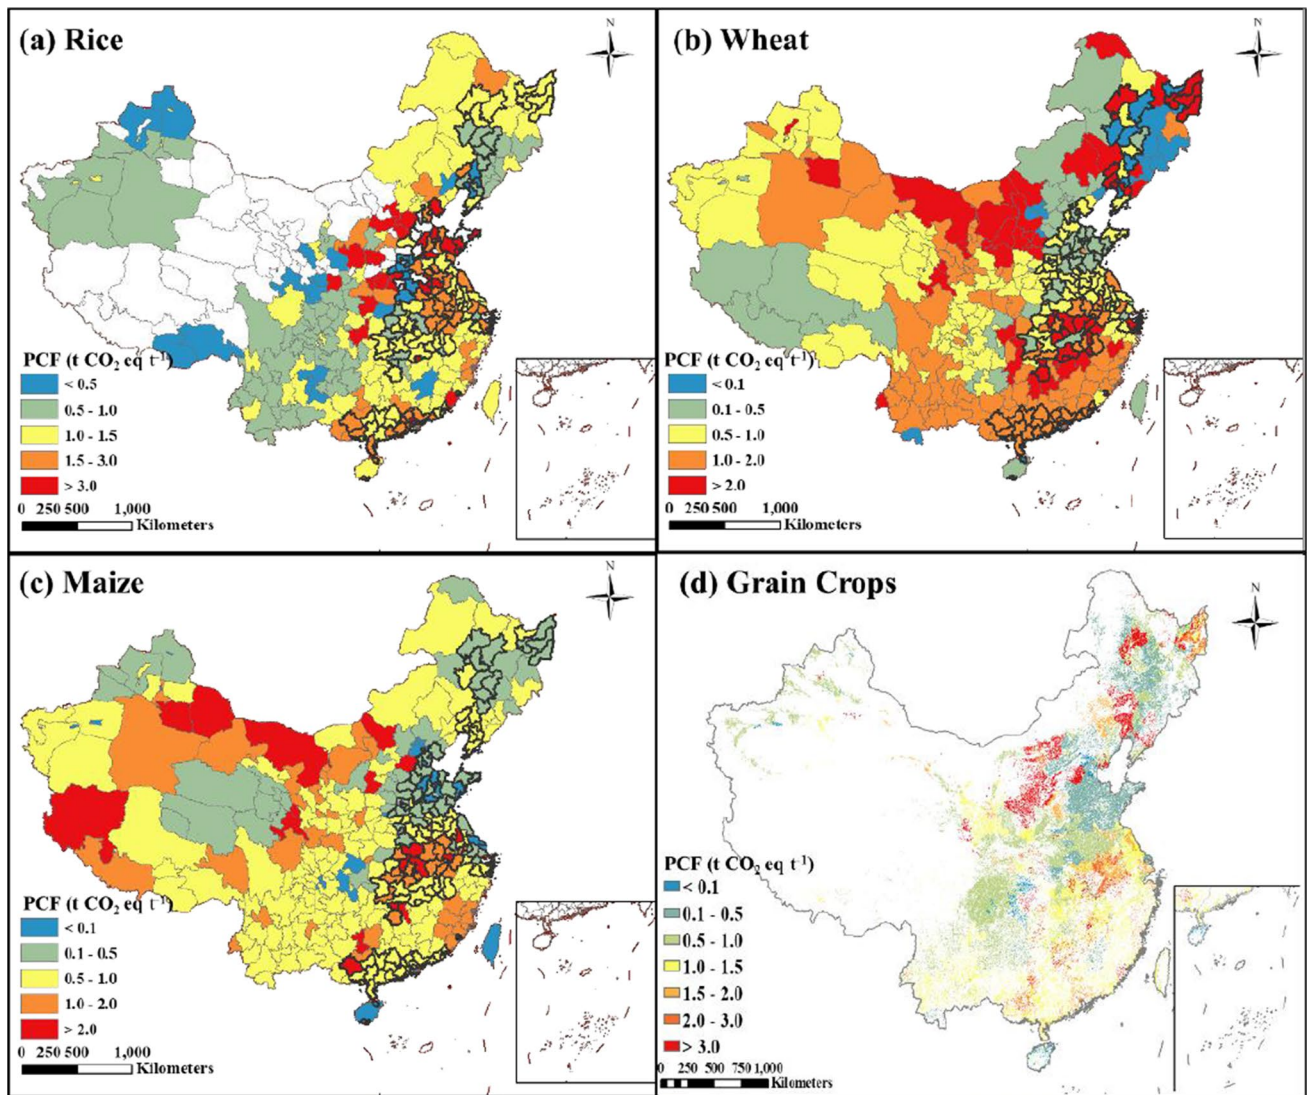 (a) Rice
N
PCF (t CO₂ eq t⁻¹)
< 0.5
0.5 - 1.0
1.0 - 1.5
1.5 - 3.0
> 3.0
0 250 500 1,000
Kilometers
(b) Wheat
N
PCF (t CO₂ eq t⁻¹)
< 0.1
0.1 - 0.5
0.5 - 1.0
1.0 - 2.0
> 2.0
0 250 500 1,000
Kilometers
(c) Maize
N
PCF (t CO₂ eq t⁻¹)
< 0.1
0.1 - 0.5
0.5 - 1.0
1.0 - 2.0
> 2.0
0 250 500 1,000
Kilometers
(d) Grain Crops
N
PCF (t CO₂ eq t⁻¹)
< 0.1
0.1 - 0.5
0.5 - 1.0
1.0 - 1.5
1.5 - 2.0
2.0 - 3.0
> 3.0
0 250 500 750 1,000
Kilometers